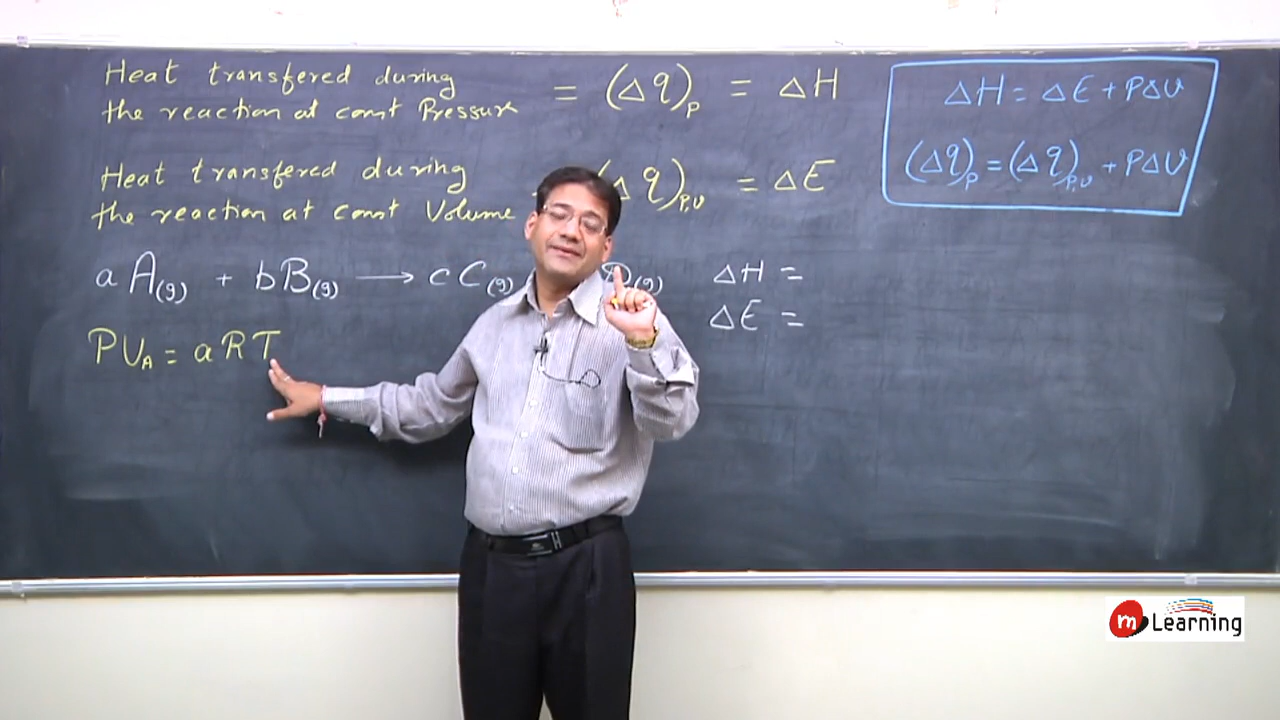 Heat transfered during
the reaction at const Pressure = (Δq)P = ΔH
Heat transfered during
the reaction at const Volume (Δq)P,V = ΔE
ΔH = ΔE + PΔV
(Δq)P = (Δq)P,V + PΔV
a A(g) + bB(g) → cC(g) D(g) ΔH =
ΔE =
PVA = aRT
m Learning